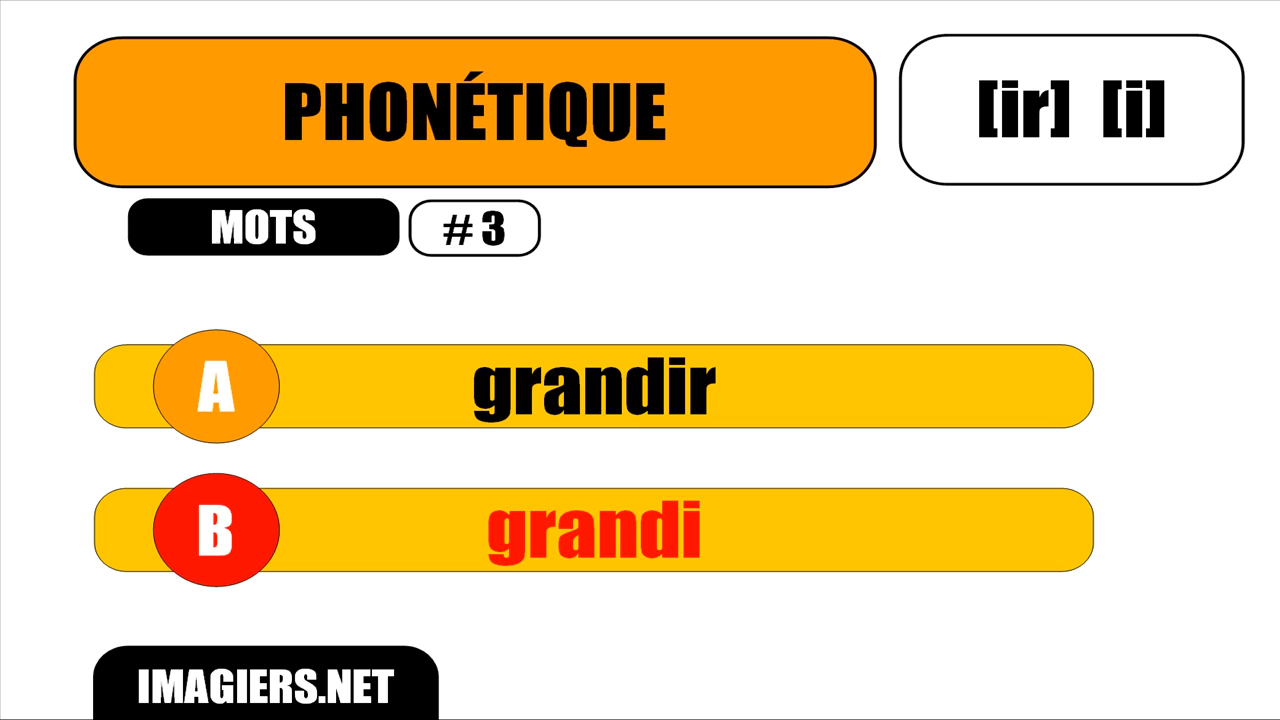 PHONÉTIQUE
[ir] [i]
MOTS
# 3
A
grandir
B
grandi
IMAGIERS.NET